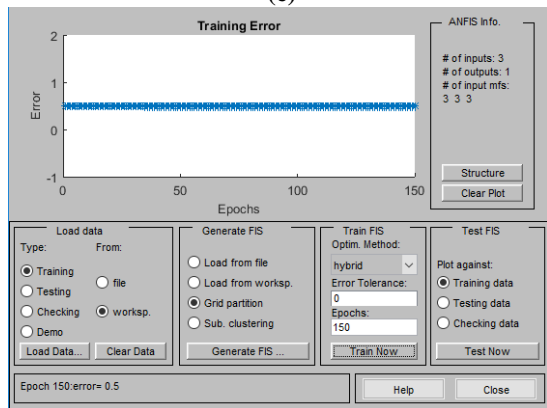 Training Error
2
1
0
-1
Error
0
50
100
150
Epochs
ANFIS Info.
# of inputs: 3
# of outputs: 1
# of input mfs:
3 3 3
Structure
Clear Plot
Load data
Type:
From:
Training
Testing
Checking
Demo
file
worksp.
Load Data...
Clear Data
Generate FIS
Load from file
Load from worksp.
Grid partition
Sub. clustering
Generate FIS ...
Train FIS
Optim. Method:
hybrid
Error Tolerance:
0
Epochs:
150
Train Now
Test FIS
Plot against:
Training data
Testing data
Checking data
Test Now
Epoch 150:error= 0.5
Help
Close